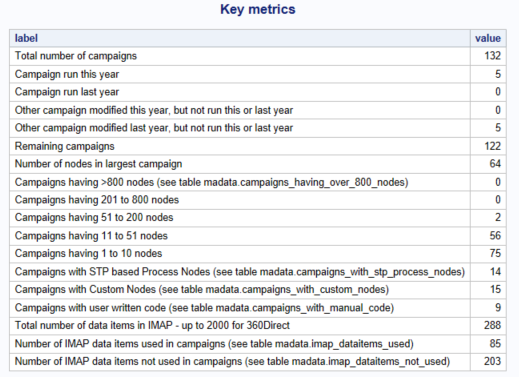 Key metrics
label value
Total number of campaigns 132
Campaign run this year 5
Campaign run last year 0
Other campaign modified this year, but not run this or last year 0
Other campaign modified last year, but not run this or last year 5
Remaining campaigns 122
Number of nodes in largest campaign 64
Campaigns having >800 nodes (see table madata.campaigns_having_over_800_nodes) 0
Campaigns having 201 to 800 nodes 0
Campaigns having 51 to 200 nodes 2
Campaigns having 11 to 51 nodes 56
Campaigns having 1 to 10 nodes 75
Campaigns with STP based Process Nodes (see table madata.campaigns_with_stp_process_nodes) 14
Campaigns with Custom Nodes (see table madata.campaigns_with_custom_nodes) 15
Campaigns with user written code (see table madata.campaigns_with_manual_code) 9
Total number of data items in IMAP - up to 2000 for 360Direct 288
Number of IMAP data items used in campaigns (see table madata.imap_dataitems_used) 85
Number of IMAP data items not used in campaigns (see table madata.imap_dataitems_not_used) 203